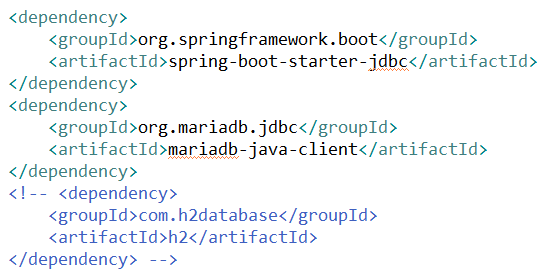 <dependency>
    <groupId>org.springframework.boot</groupId>
    <artifactId>spring-boot-starter-jdbc</artifactId>
</dependency>
<dependency>
    <groupId>org.mariadb.jdbc</groupId>
    <artifactId>mariadb-java-client</artifactId>
</dependency>
<!-- <dependency>
    <groupId>com.h2database</groupId>
    <artifactId>h2</artifactId>
</dependency> -->